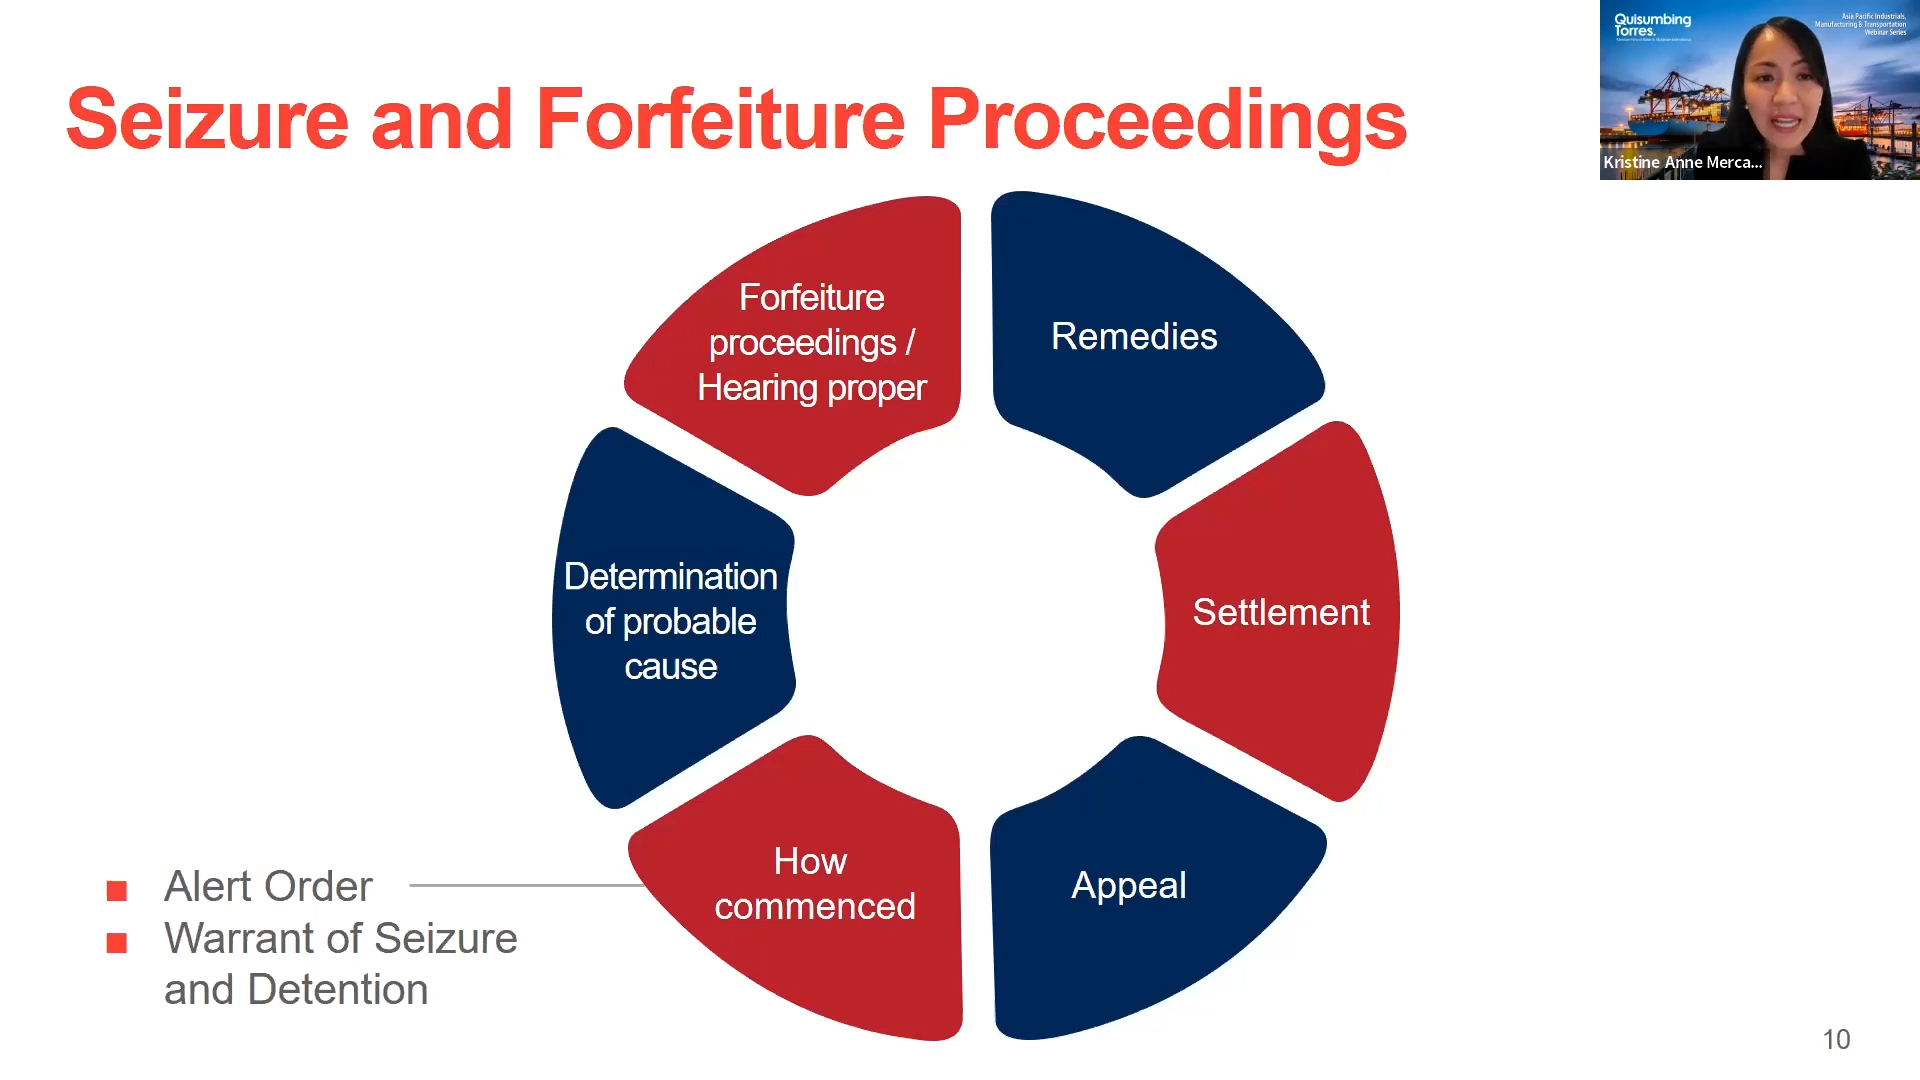 Seizure and Forfeiture Proceedings
Quisumbing
Torres.
Asia Pacific Industrials,
Manufacturing & Transportation
Webinar Series
Kristine Anne Merca...
Forfeiture
proceedings /
Hearing proper
Remedies
Determination
of probable
cause
Settlement
How
commenced
Appeal
■ Alert Order
■ Warrant of Seizure
and Detention
10